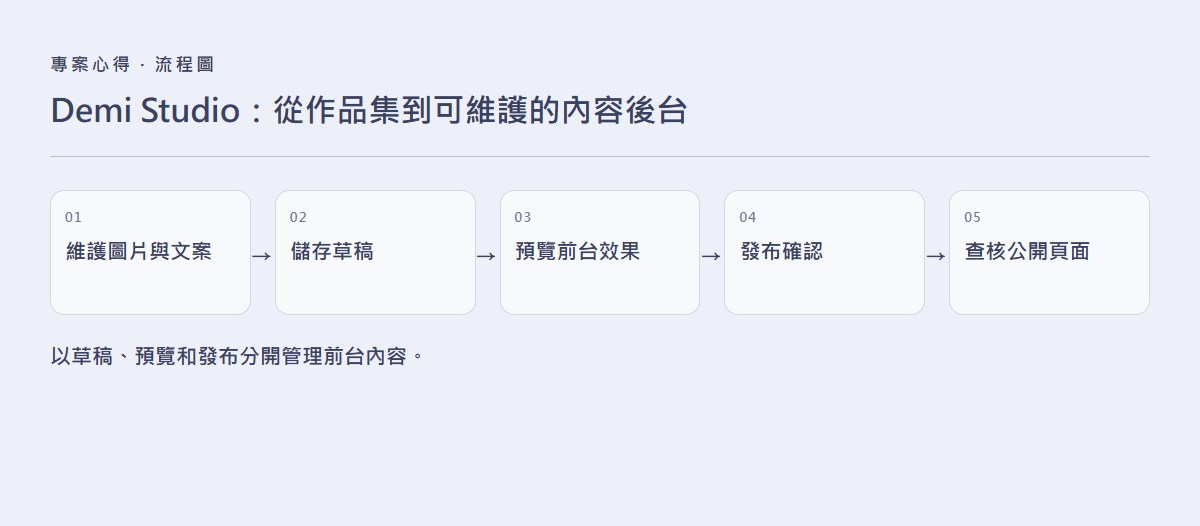 專案心得 · 流程圖
Demi Studio：從作品集到可維護的內容後台
01
維護圖片與文案
→
02
儲存草稿
→
03
預覽前台效果
→
04
發布確認
→
05
查核公開頁面
以草稿、預覽和發布分開管理前台內容。